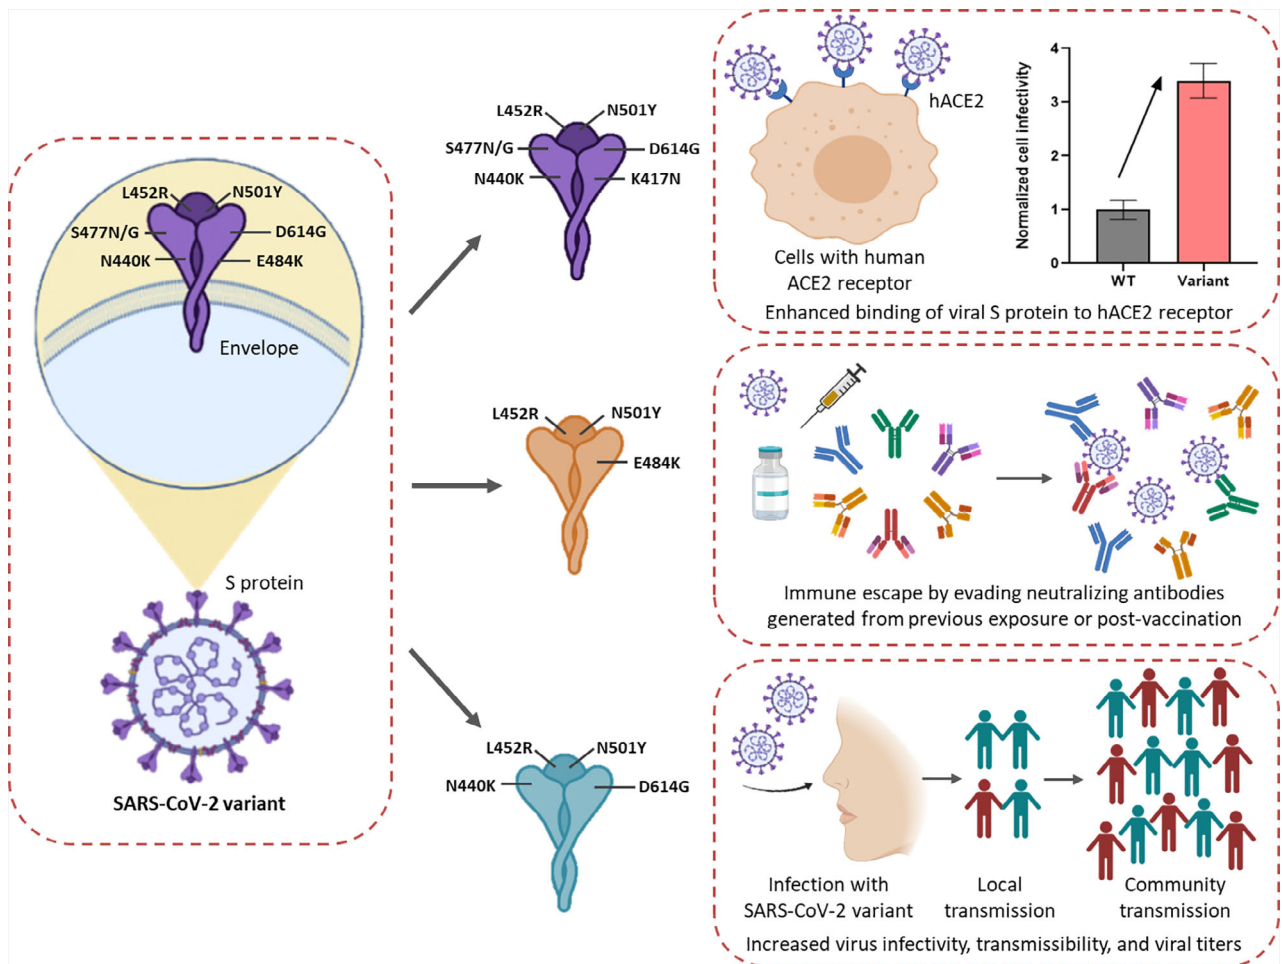 L452R
N501Y
S477N/G
D614G
N440K
E484K
Envelope
S protein
SARS-CoV-2 variant
L452R
N501Y
S477N/G
D614G
N440K
K417N
L452R
N501Y
E484K
L452R
N501Y
N440K
D614G
hACE2
Cells with human
ACE2 receptor
Normalized cell infectivity
4
3
2
1
0
WT
Variant
Enhanced binding of viral S protein to hACE2 receptor
Immune escape by evading neutralizing antibodies
generated from previous exposure or post-vaccination
Infection with
SARS-CoV-2 variant
Local
transmission
Community
transmission
Increased virus infectivity, transmissibility, and viral titers